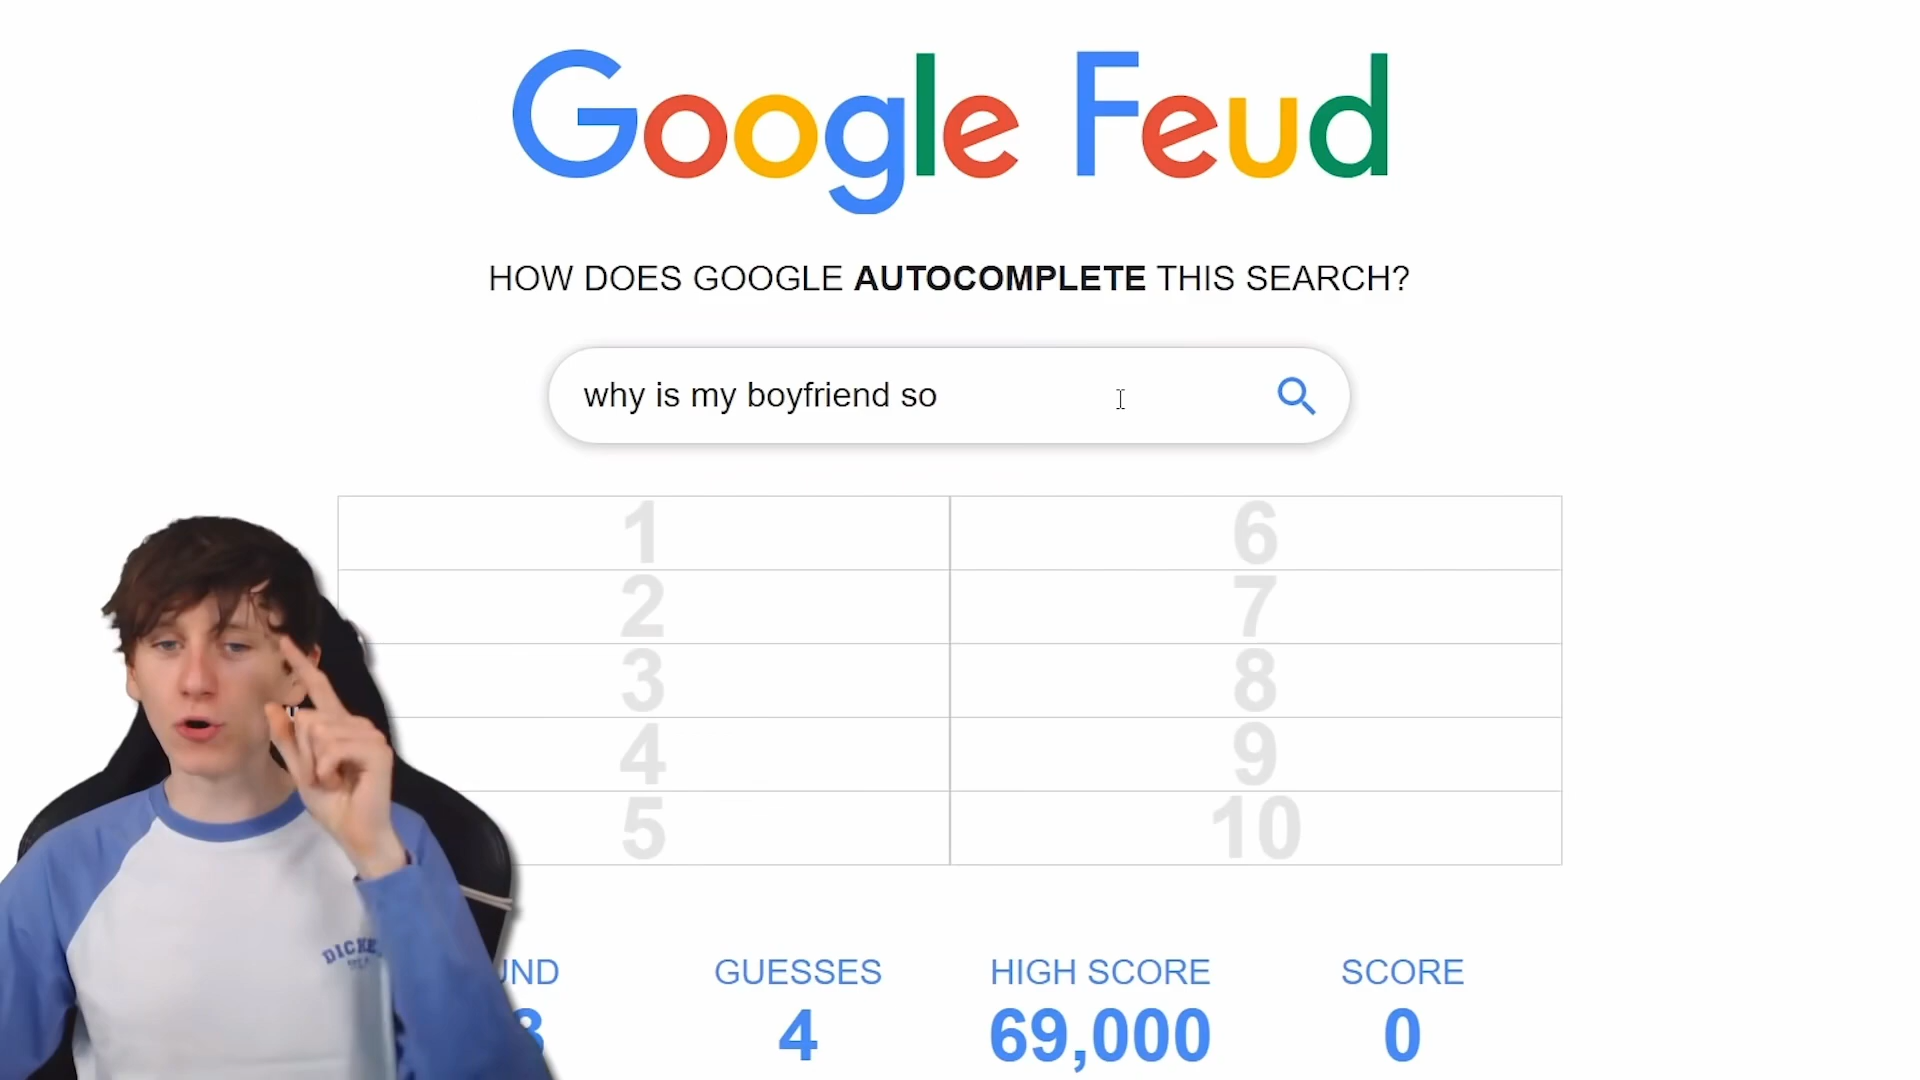 Google Feud
HOW DOES GOOGLE AUTOCOMPLETE THIS SEARCH?
why is my boyfriend so
1
6
2
7
3
8
4
9
5
10
GUESSES
HIGH SCORE
SCORE
4
69,000
0